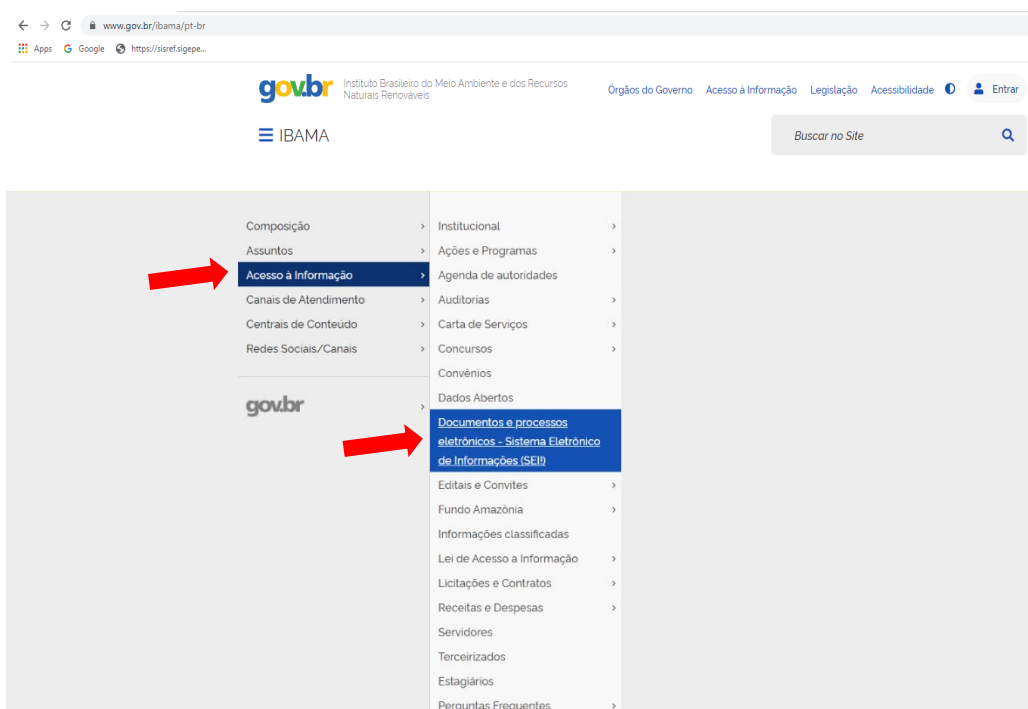 www.gov.br/ibama/pt-br
Apps Google https://sisref.sigepe...
gov.br
Instituto Brasileiro do Meio Ambiente e dos Recursos
Naturais Renováveis
Órgãos do Governo Acesso à Informação Legislação Acessibilidade Entrar
IBAMA
Buscar no Site
Composição
Assuntos
Acesso à Informação
Canais de Atendimento
Centrais de Conteúdo
Redes Sociais/Canais
gov.br
Institucional
Ações e Programas
Agenda de autoridades
Auditorias
Carta de Serviços
Concursos
Convênios
Dados Abertos
Documentos e processos
eletrônicos - Sistema Eletrônico
de Informações (SEI!)
Editais e Convites
Fundo Amazônia
Informações classificadas
Lei de Acesso a Informação
Licitações e Contratos
Receitas e Despesas
Servidores
Terceirizados
Estagiários
Perguntas Frequentes